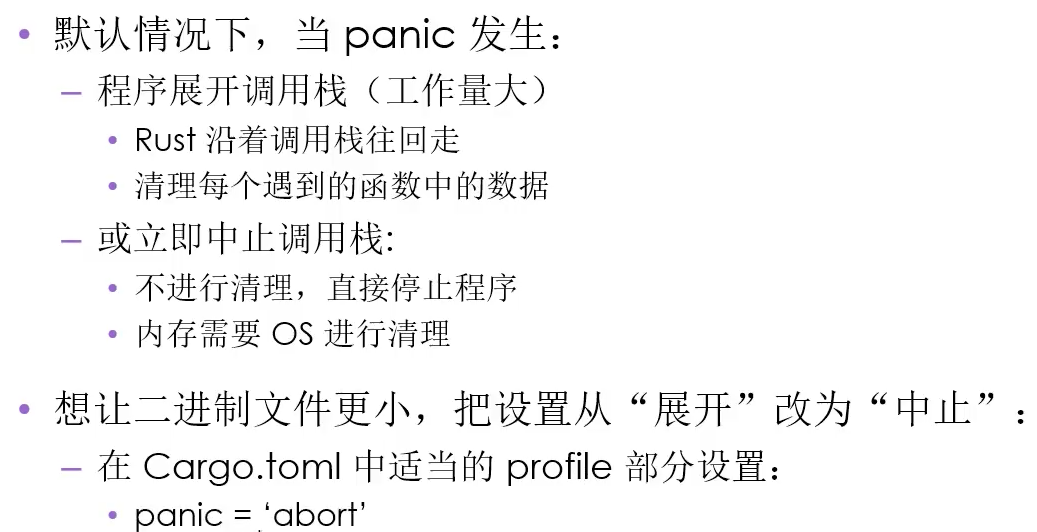 • 默认情况下，当 panic 发生：
– 程序展开调用栈（工作量大）
• Rust 沿着调用栈往回走
• 清理每个遇到的函数中的数据
– 或立即中止调用栈:
• 不进行清理，直接停止程序
• 内存需要 OS 进行清理
• 想让二进制文件更小，把设置从“展开”改为“中止”：
– 在 Cargo.toml 中适当的 profile 部分设置：
• panic = ‘abort’